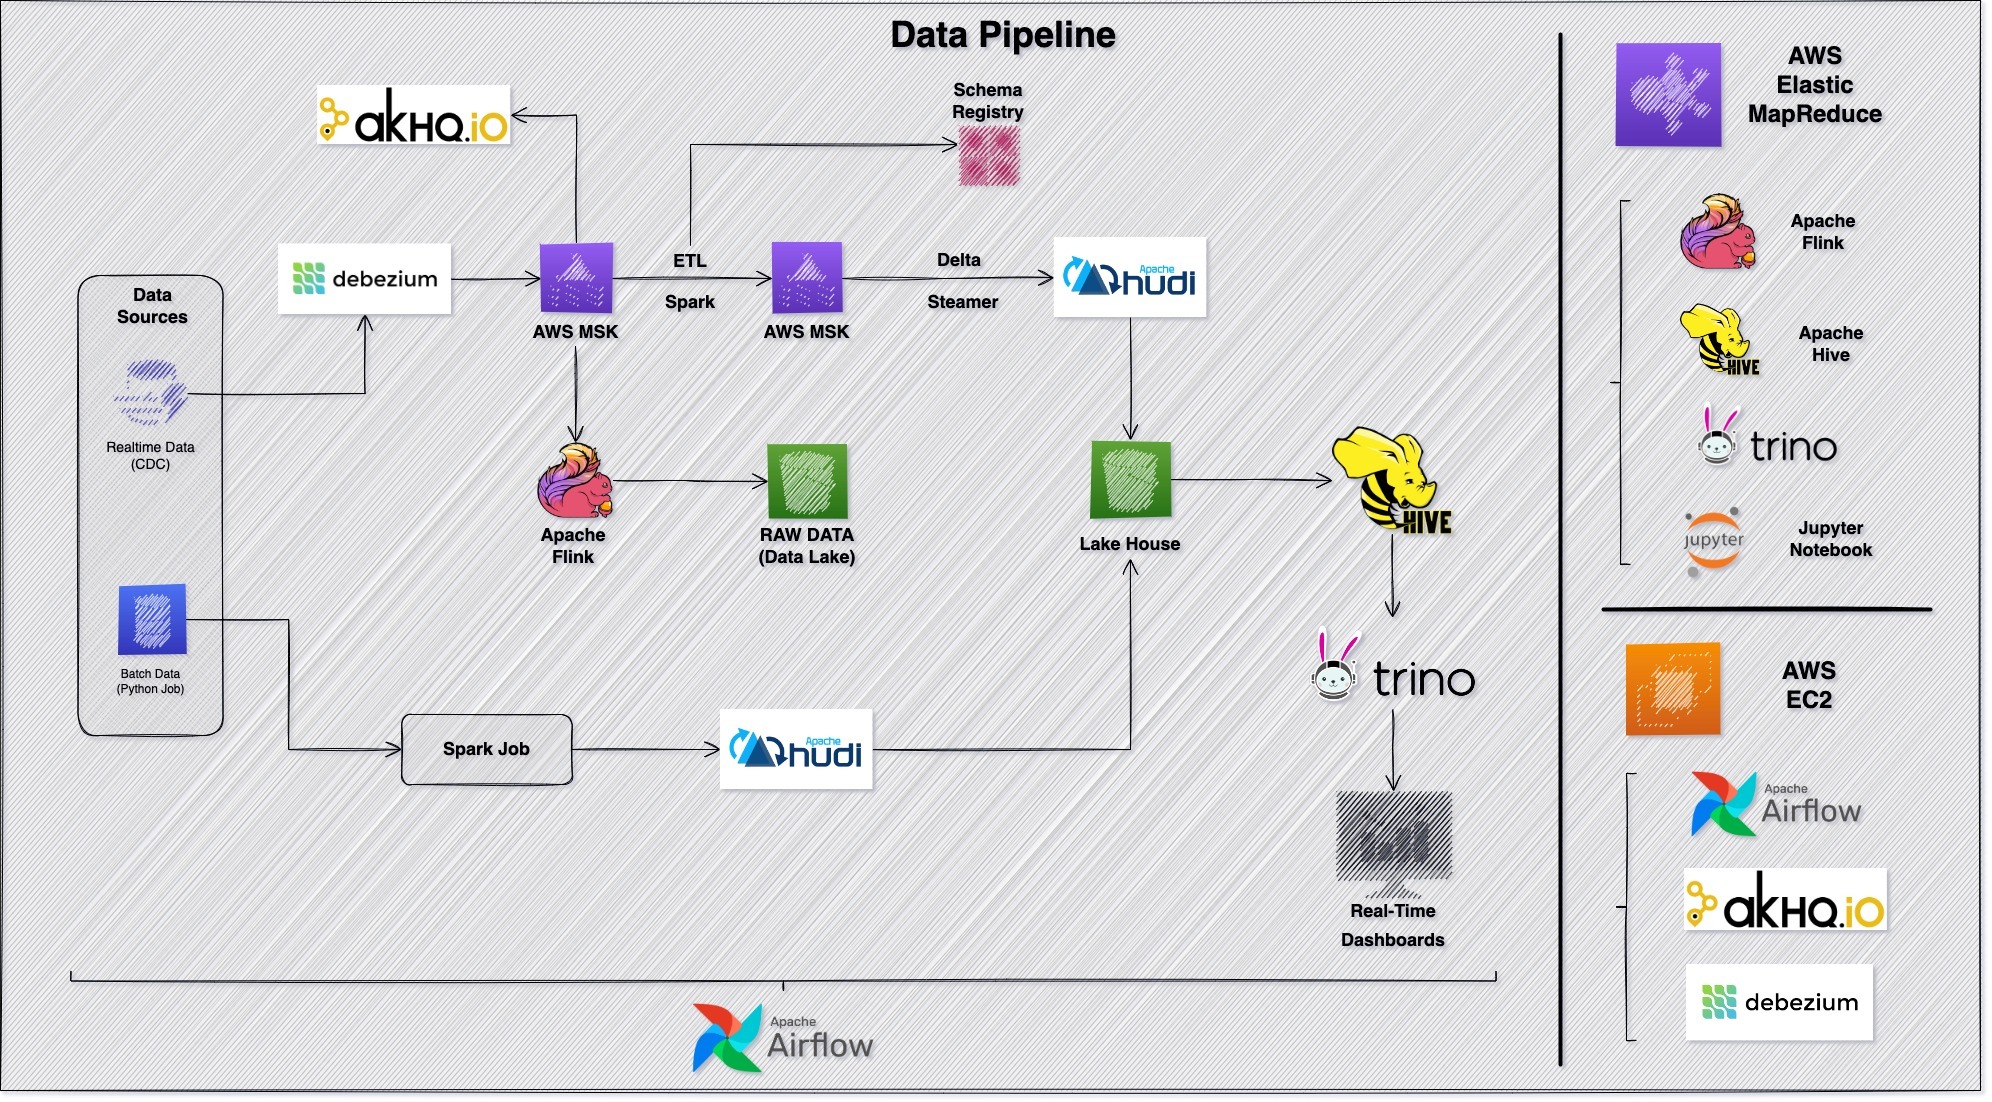 Data Pipeline
Schema
Registry
akHQ.io
debezium
ETL
Spark
Delta
Steamer
Apache
hudi
AWS MSK
AWS MSK
Data
Sources
Realtime Data
(CDC)
Batch Data
(Python Job)
Apache
Flink
RAW DATA
(Data Lake)
Lake House
HIVE
trino
Spark Job
Apache
hudi
Real-Time
Dashboards
Apache
Airflow
AWS
Elastic
MapReduce
Apache
Flink
HIVE
Apache
Hive
trino
jupyter
Jupyter
Notebook
AWS
EC2
Apache
Airflow
akHQ.io
debezium